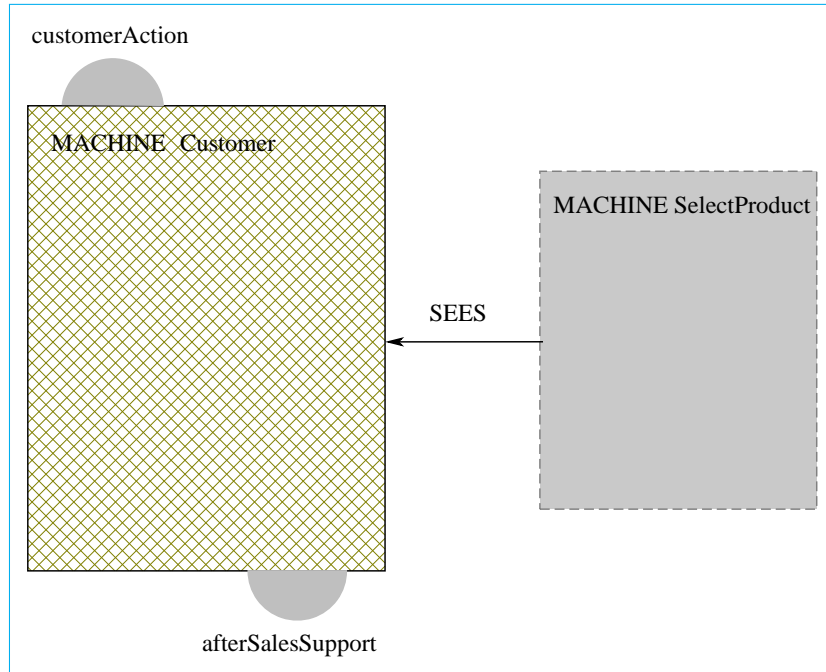 customerAction
MACHINE Customer
MACHINE SelectProduct
SEES
afterSalesSupport